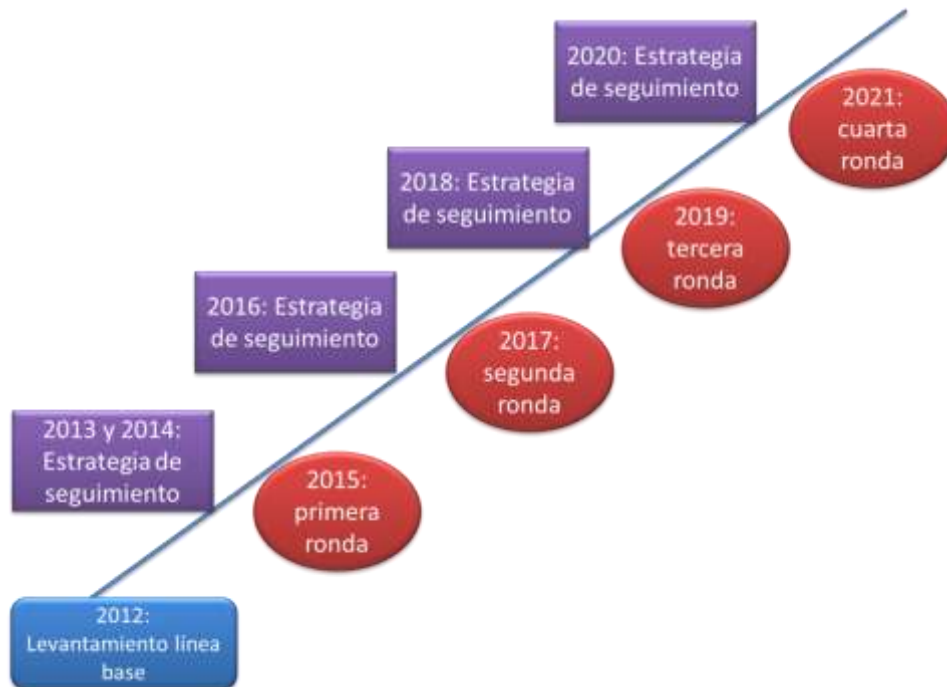 2020: Estrategia
de seguimiento
2021:
cuarta
ronda
2018: Estrategia
de seguimiento
2019:
tercera
ronda
2016: Estrategia
de seguimiento
2017:
segunda
ronda
2013 y 2014:
Estrategia de
seguimiento
2015:
primera
ronda
2012:
Levantamiento línea
base